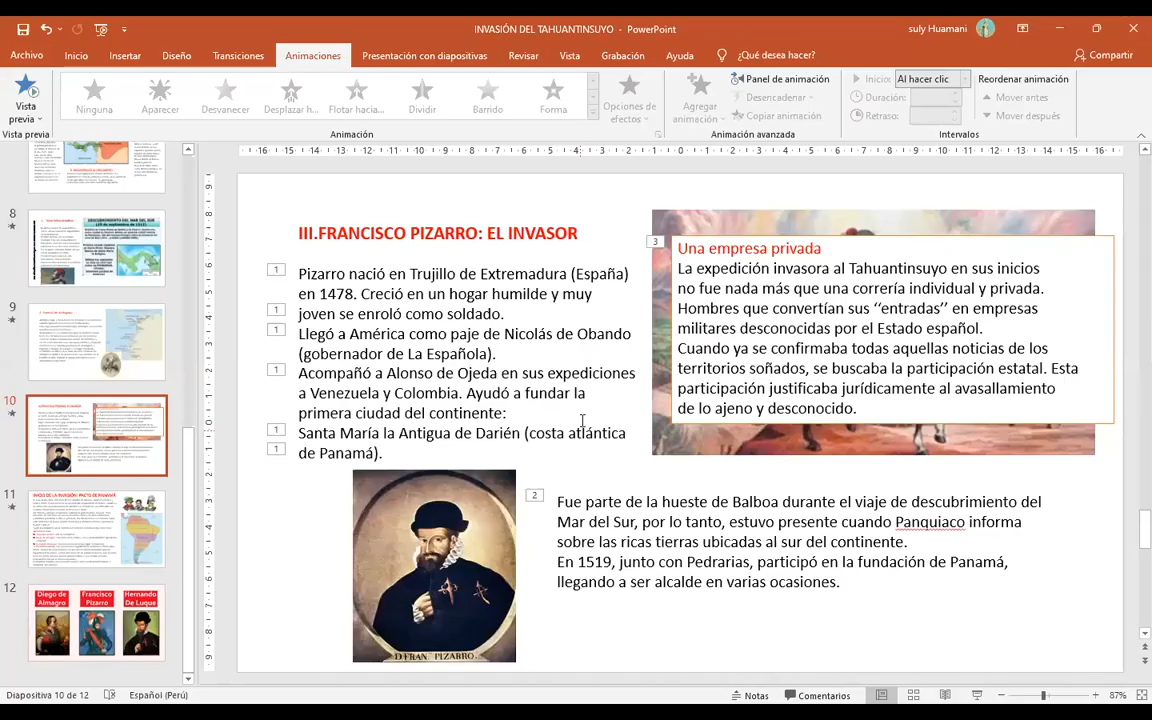 INVASIÓN DEL TAHUANTINSUYO - PowerPoint
suly Huamani
Archivo Inicio Insertar Diseño Transiciones Animaciones Presentación con diapositivas Revisar Vista Grabación Ayuda ¿Qué desea hacer? Compartir
Vista previa
Ninguna Aparecer Desvanecer Desplazar h... Flotar hacia... Dividir Barrido Forma
Opciones de efectos
Agregar animación
Panel de animación
Desencadenar
Copiar animación
Inicio: Al hacer clic
Duración:
Retraso:
Reordenar animación
Mover antes
Mover después
Vista previa Animación Animación avanzada Intervalos
8
9
10
11
12
Diego de Almagro
Francisco Pizarro
Hernando De Luque
III.FRANCISCO PIZARRO: EL INVASOR
1
Pizarro nació en Trujillo de Extremadura (España)
en 1478. Creció en un hogar humilde y muy
1
joven se enroló como soldado.
1
Llegó a América como paje de Nicolás de Obando
(gobernador de La Española).
1
Acompañó a Alonso de Ojeda en sus expediciones
a Venezuela y Colombia. Ayudó a fundar la
primera ciudad del continente:
1
Santa María la Antigua de Darién (costa atlántica
de Panamá).
3
Una empresa privada
La expedición invasora al Tahuantinsuyo en sus inicios
no fue nada más que una correría individual y privada.
Hombres que convertían sus ‘‘entradas’’ en empresas
militares desconocidas por el Estado español.
Cuando ya se confirmaba todas aquellas noticias de los
territorios soñados, se buscaba la participación estatal. Esta
participación justificaba jurídicamente al avasallamiento
de lo ajeno y desconocido.
2
Fue parte de la hueste de Balboa durante el viaje de descubrimiento del
Mar del Sur, por lo tanto, estuvo presente cuando Panquiaco informa
sobre las ricas tierras ubicadas al sur del continente.
En 1519, junto con Pedrarias, participó en la fundación de Panamá,
llegando a ser alcalde en varias ocasiones.
D FRAN. PIZARRO
Diapositiva 10 de 12 Español (Perú) Notas Comentarios 87%